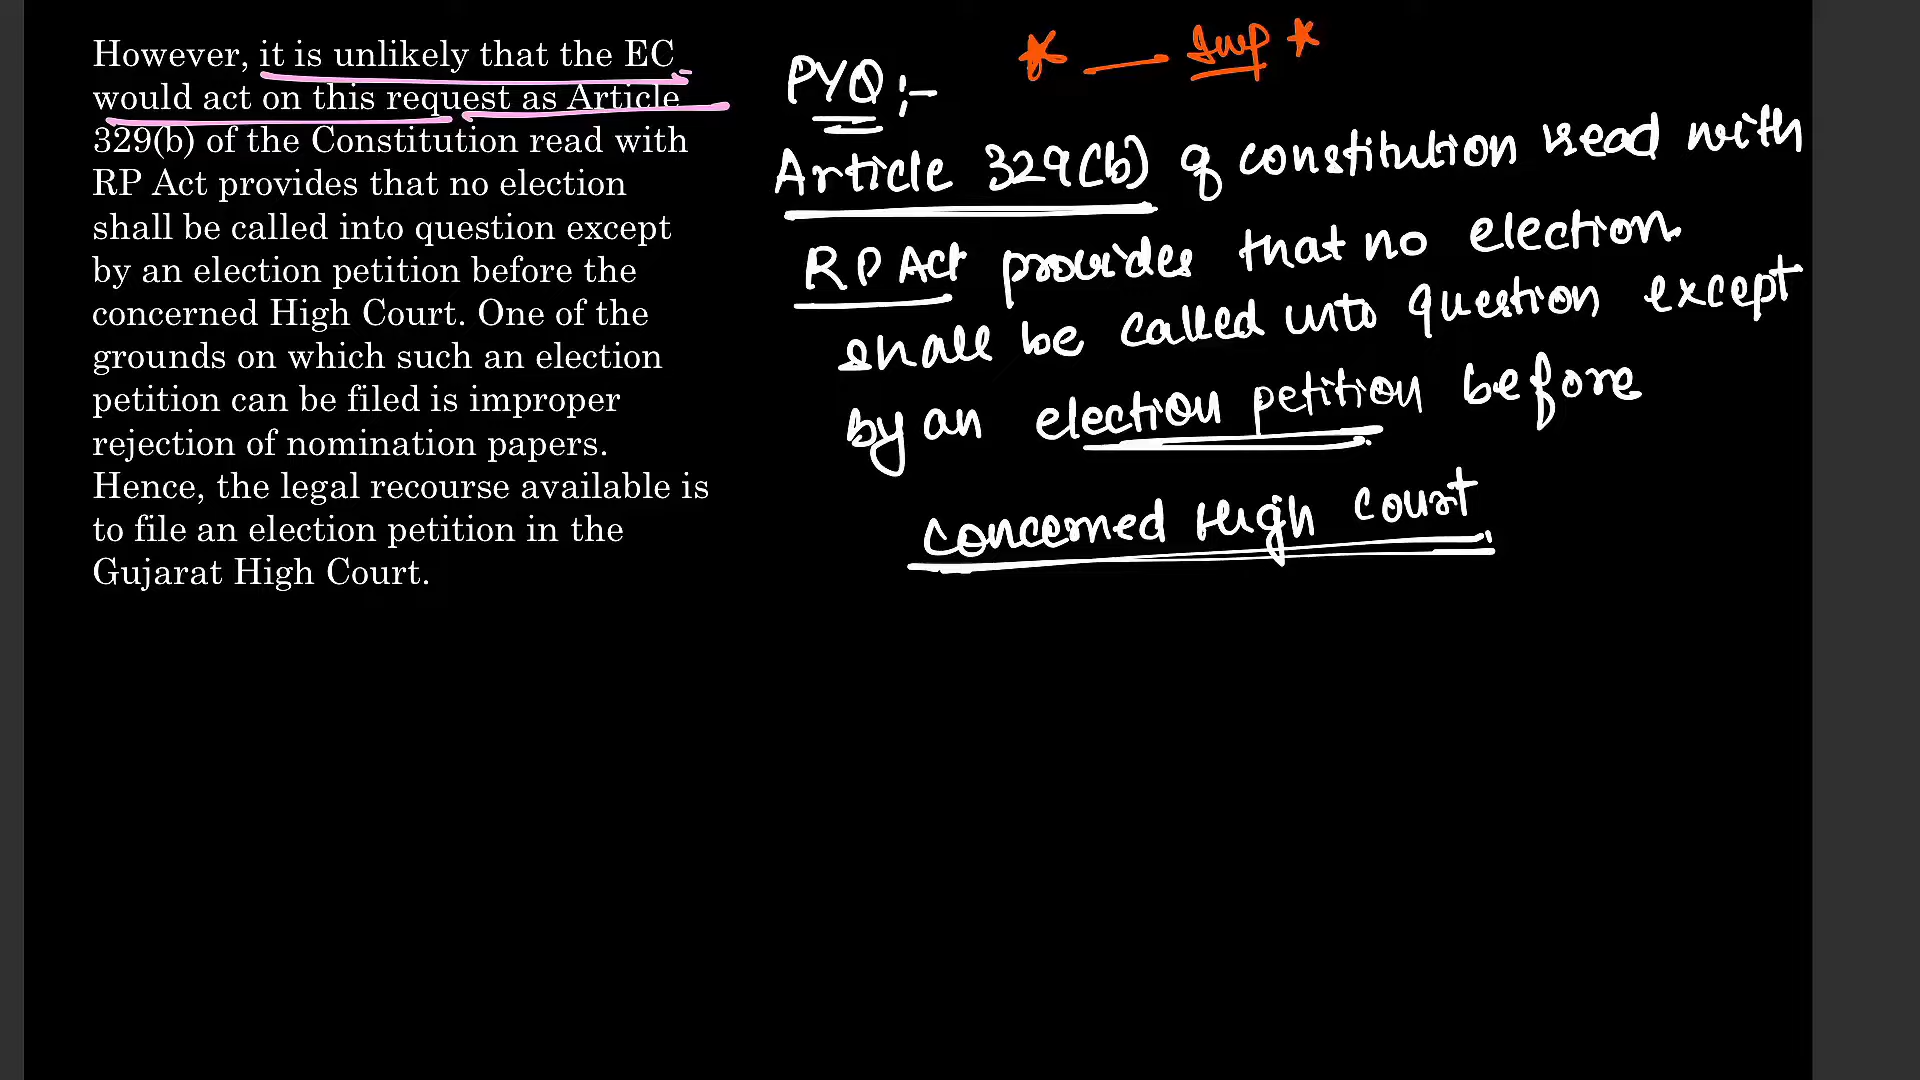 However, it is unlikely that the EC
would act on this request as Article
329(b) of the Constitution read with
RP Act provides that no election
shall be called into question except
by an election petition before the
concerned High Court. One of the
grounds on which such an election
petition can be filed is improper
rejection of nomination papers.
Hence, the legal recourse available is
to file an election petition in the
Gujarat High Court.
* — Imp *
PYQ :-
Article 329(b) of constitution read with
RP Act provides that no election
shall be called into question except
by an election petition before
concerned High Court